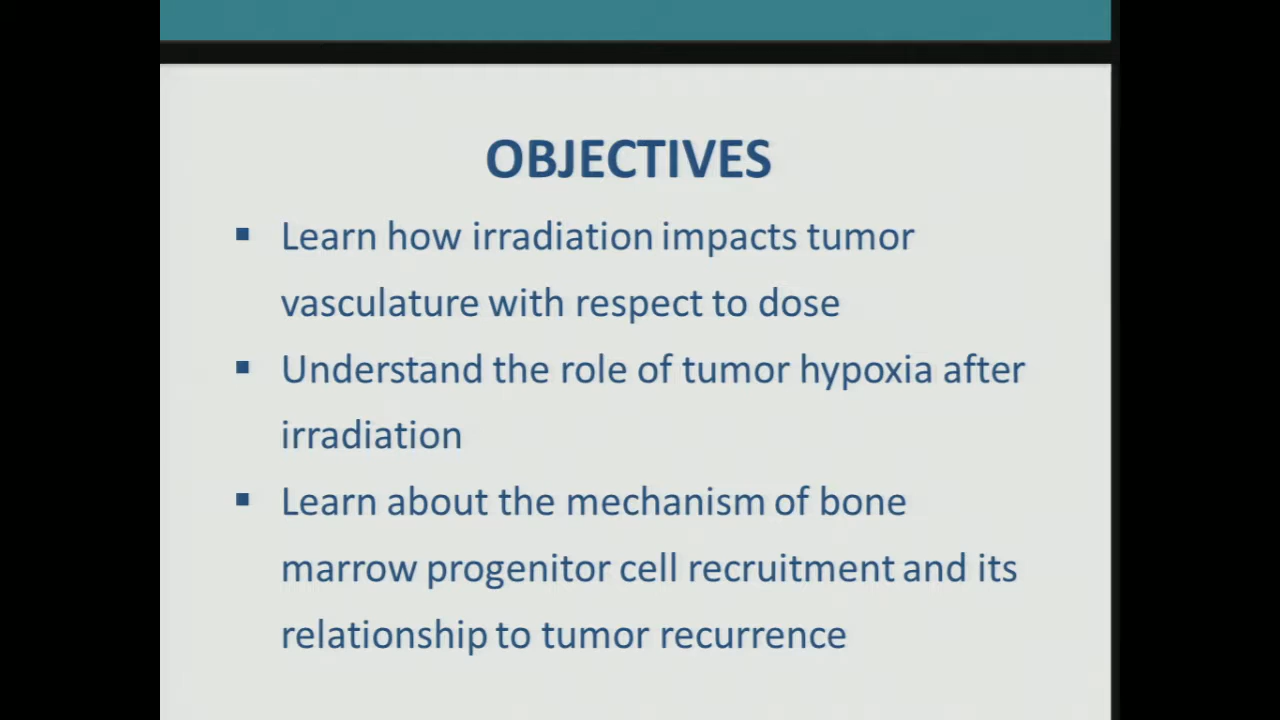 OBJECTIVES
▪ Learn how irradiation impacts tumor
vasculature with respect to dose
▪ Understand the role of tumor hypoxia after
irradiation
▪ Learn about the mechanism of bone
marrow progenitor cell recruitment and its
relationship to tumor recurrence